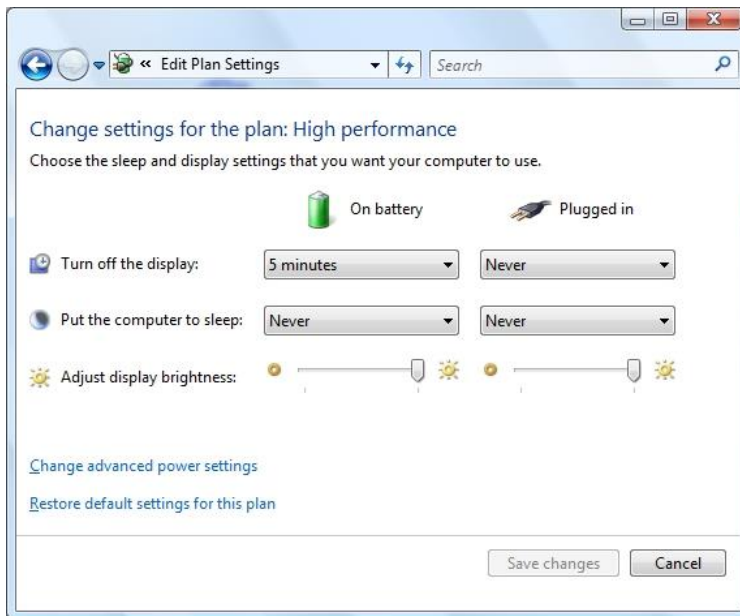 « Edit Plan Settings
Search
Change settings for the plan: High performance
Choose the sleep and display settings that you want your computer to use.
On battery Plugged in
Turn off the display: 5 minutes Never
Put the computer to sleep: Never Never
Adjust display brightness:
Change advanced power settings
Restore default settings for this plan
Save changes Cancel